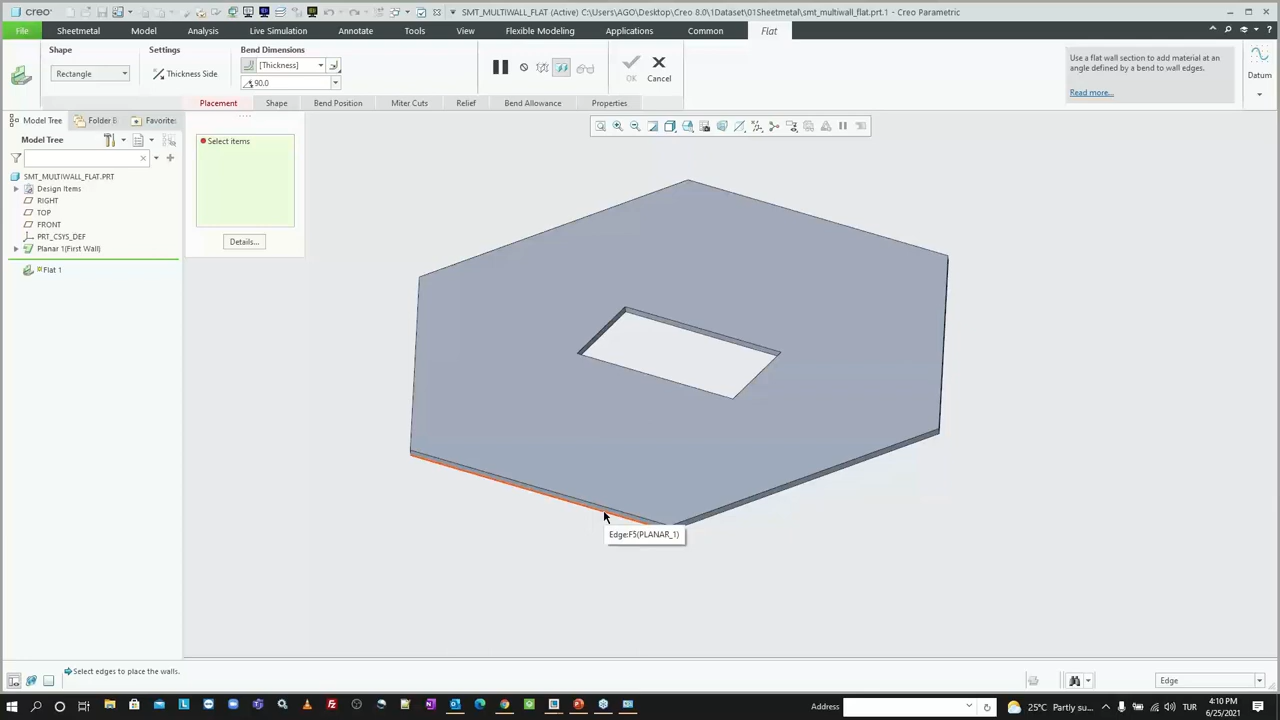 creo
SMT_MULTIWALL_FLAT (Active) C:\Users\AGO\Desktop\Creo 8.0\1Dataset\01Sheetmetal\smt_multiwall_flat.prt.1 - Creo Parametric
File
Sheetmetal
Model
Analysis
Live Simulation
Annotate
Tools
View
Flexible Modeling
Applications
Common
Flat
Shape
Settings
Bend Dimensions
Rectangle
Thickness Side
[Thickness]
90.0
OK
Cancel
Use a flat wall section to add material at an
angle defined by a bend to wall edges.
Read more...
Datum
Placement
Shape
Bend Position
Miter Cuts
Relief
Bend Allowance
Properties
Model Tree
Folder B
Favorite:
Model Tree
SMT_MULTIWALL_FLAT.PRT
Design Items
RIGHT
TOP
FRONT
PRT_CSYS_DEF
Planar 1(First Wall)
Flat 1
Select items
Details...
Edge:F5(PLANAR_1)
Select edges to place the walls.
Edge
Address
25°C Partly su...
TUR
4:10 PM
6/25/2021